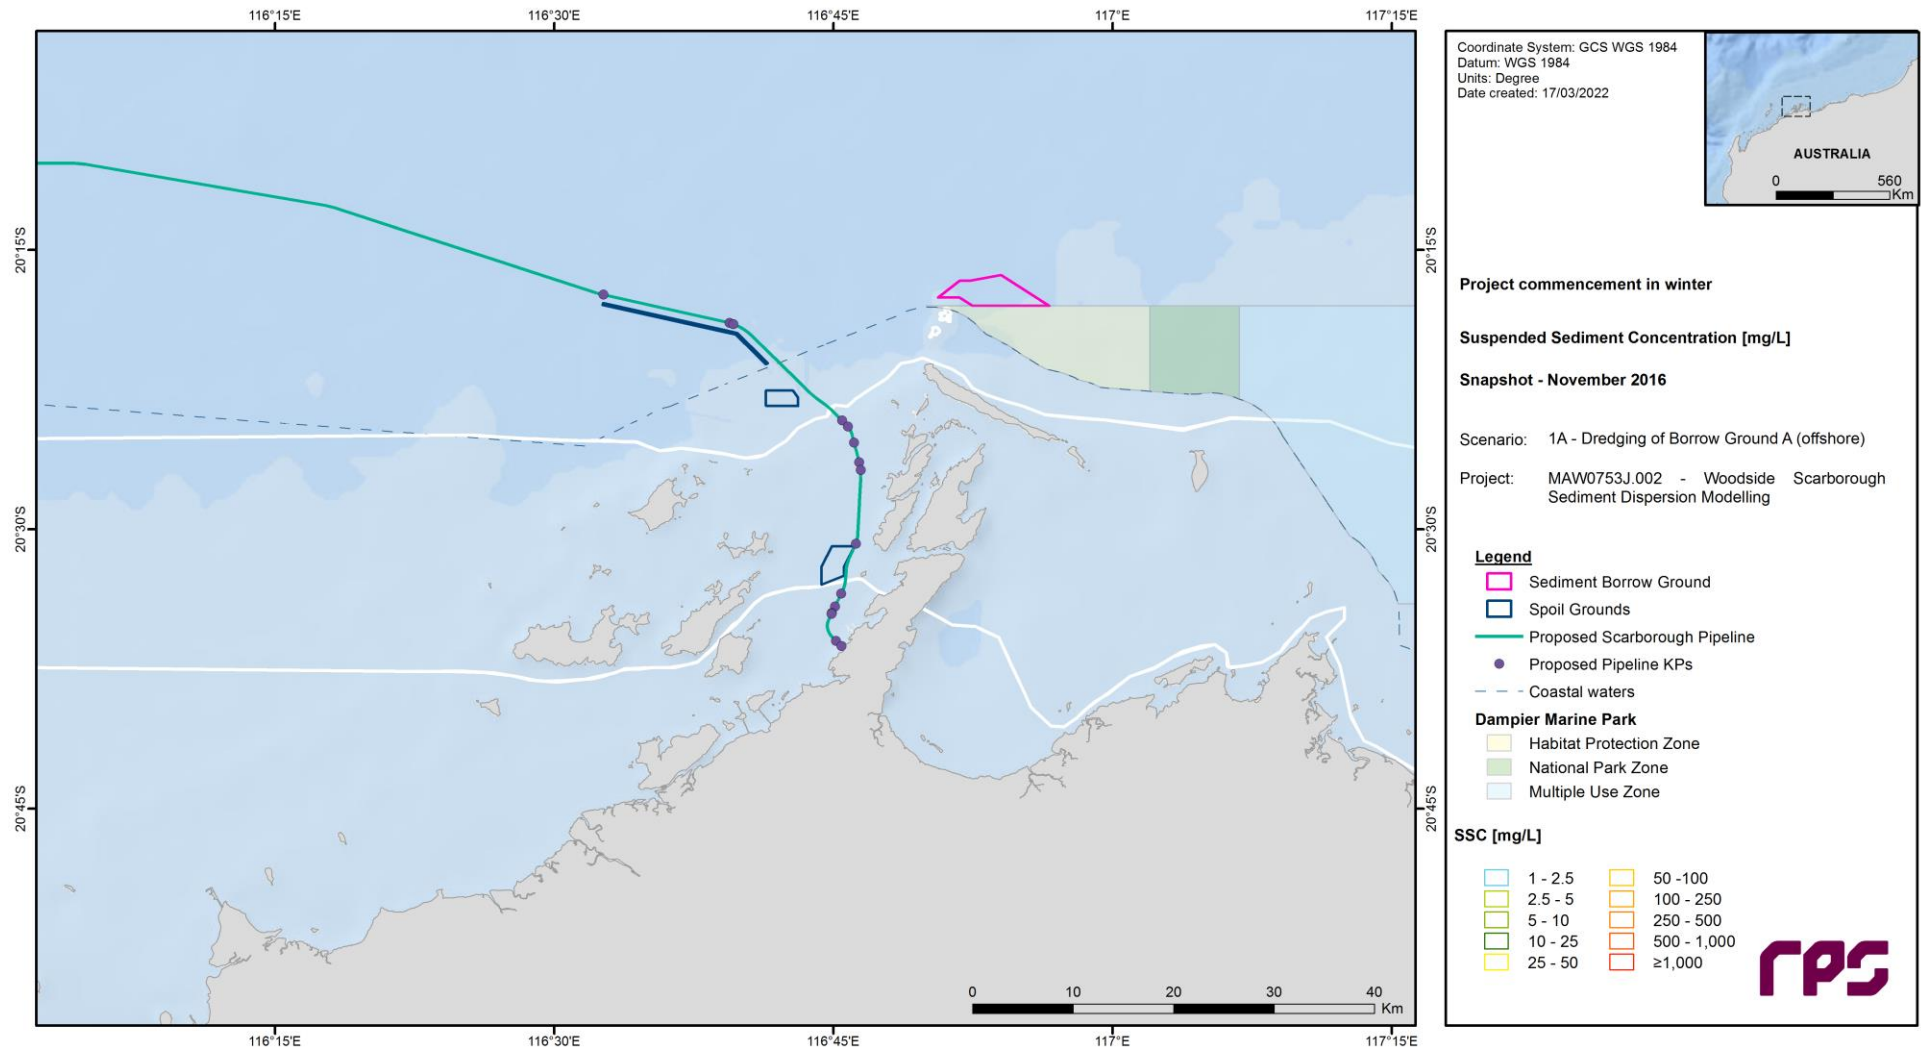 116°15'E 116°30'E 116°45'E 117°E 117°15'E
20°15'S 20°15'S
20°30'S 20°30'S
20°45'S 20°45'S
0 10 20 30 40
Km
116°15'E 116°30'E 116°45'E 117°E 117°15'E
Coordinate System: GCS WGS 1984
Datum: WGS 1984
Units: Degree
Date created: 17/03/2022
AUSTRALIA
0 560
Km
Project commencement in winter
Suspended Sediment Concentration [mg/L]
Snapshot - November 2016
Scenario: 1A - Dredging of Borrow Ground A (offshore)
Project: MAW0753J.002 - Woodside Scarborough
Sediment Dispersion Modelling
Legend
Sediment Borrow Ground
Spoil Grounds
Proposed Scarborough Pipeline
Proposed Pipeline KPs
Coastal waters
Dampier Marine Park
Habitat Protection Zone
National Park Zone
Multiple Use Zone
SSC [mg/L]
1 - 2.5 50 -100
2.5 - 5 100 - 250
5 - 10 250 - 500
10 - 25 500 - 1,000
25 - 50 ≥1,000
rps